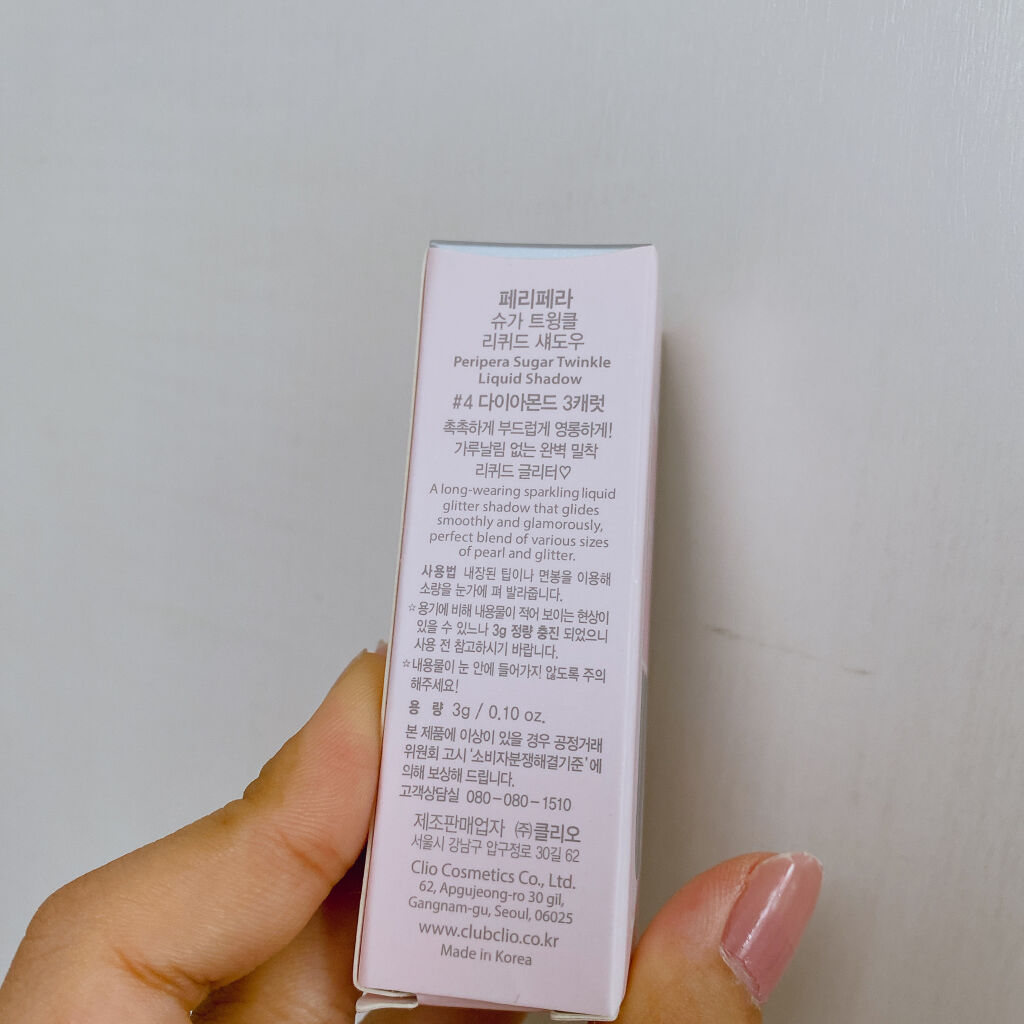 페리페라
슈가 트윙클
리퀴드 섀도우
Peripera Sugar Twinkle
Liquid Shadow
#4 다이아몬드 3캐럿
촉촉하게 부드럽게 영롱하게!
가루날림 없는 완벽 밀착
리퀴드 글리터♡
A long-wearing sparkling liquid
glitter shadow that glides
smoothly and glamorously,
perfect blend of various sizes
of pearl and glitter.
사용법 내장된 팁이나 면봉을 이용해
소량을 눈가에 펴 발라줍니다.
☆용기에 비해 내용물이 적어 보이는 현상이
있을 수 있느나 3g 정량 충진 되었으니
사용 전 참고하시기 바랍니다.
☆내용물이 눈 안에 들어가지 않도록 주의
해주세요!
용 량 3g / 0.10 oz.
본 제품에 이상이 있을 경우 공정거래
위원회 고시 '소비자분쟁해결기준'에
의해 보상해 드립니다.
고객상담실 080-080-1510
제조판매업자 ㈜클리오
서울시 강남구 압구정로 30길 62
Clio Cosmetics Co., Ltd.
62, Apgujeong-ro 30 gil,
Gangnam-gu, Seoul, 06025
www.clubclio.co.kr
Made in Korea